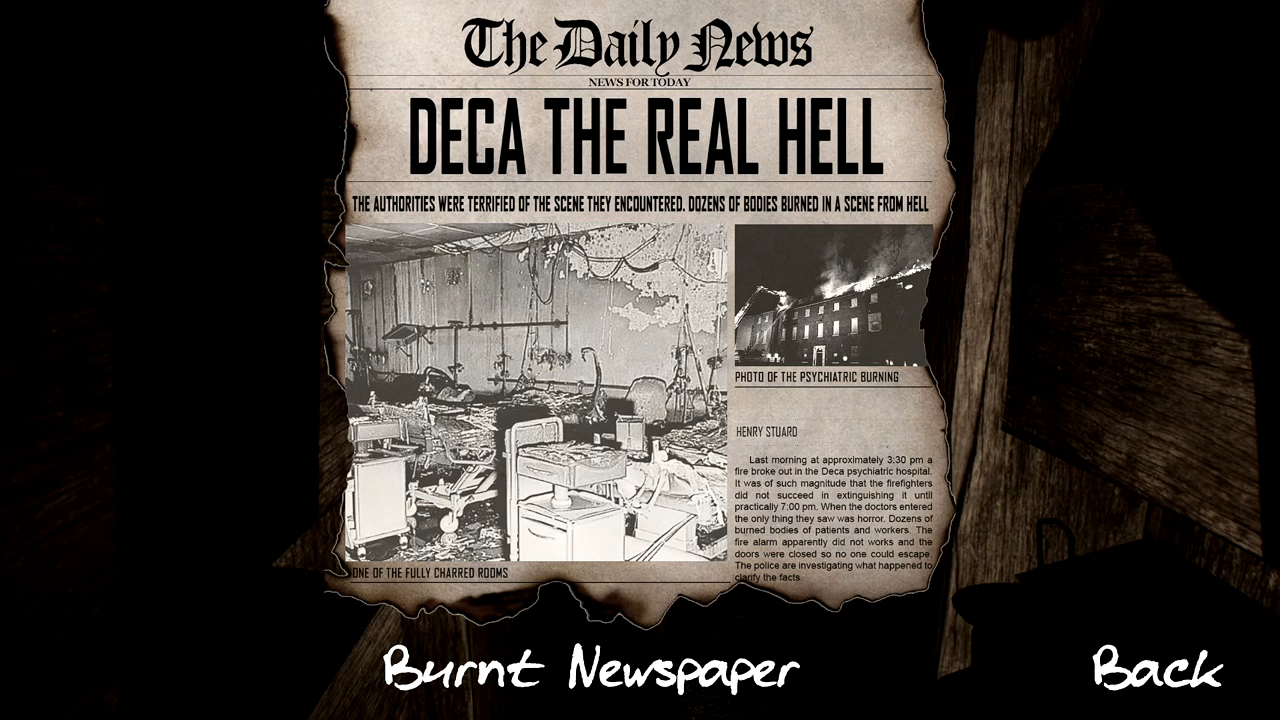 The Daily News
NEWS FOR TODAY
DECA THE REAL HELL
THE AUTHORITIES WERE TERRIFIED OF THE SCENE THEY ENCOUNTERED. DOZENS OF BODIES BURNED IN A SCENE FROM HELL
PHOTO OF THE PSYCHIATRIC BURNING
HENRY STUARD
Last morning at approximately 3:30 pm a
fire broke out in the Deca psychiatric hospital.
It was of such magnitude that the firefighters
did not succeed in extinguishing it until
practically 7:00 pm. When the doctors entered
the only thing they saw was horror. Dozens of
burned bodies of patients and workers. The
fire alarm apparently did not works and the
doors were closed so no one could escape.
The police are investigating what happened to
clarify the facts.
ONE OF THE FULLY CHARRED ROOMS
Burnt Newspaper
Back